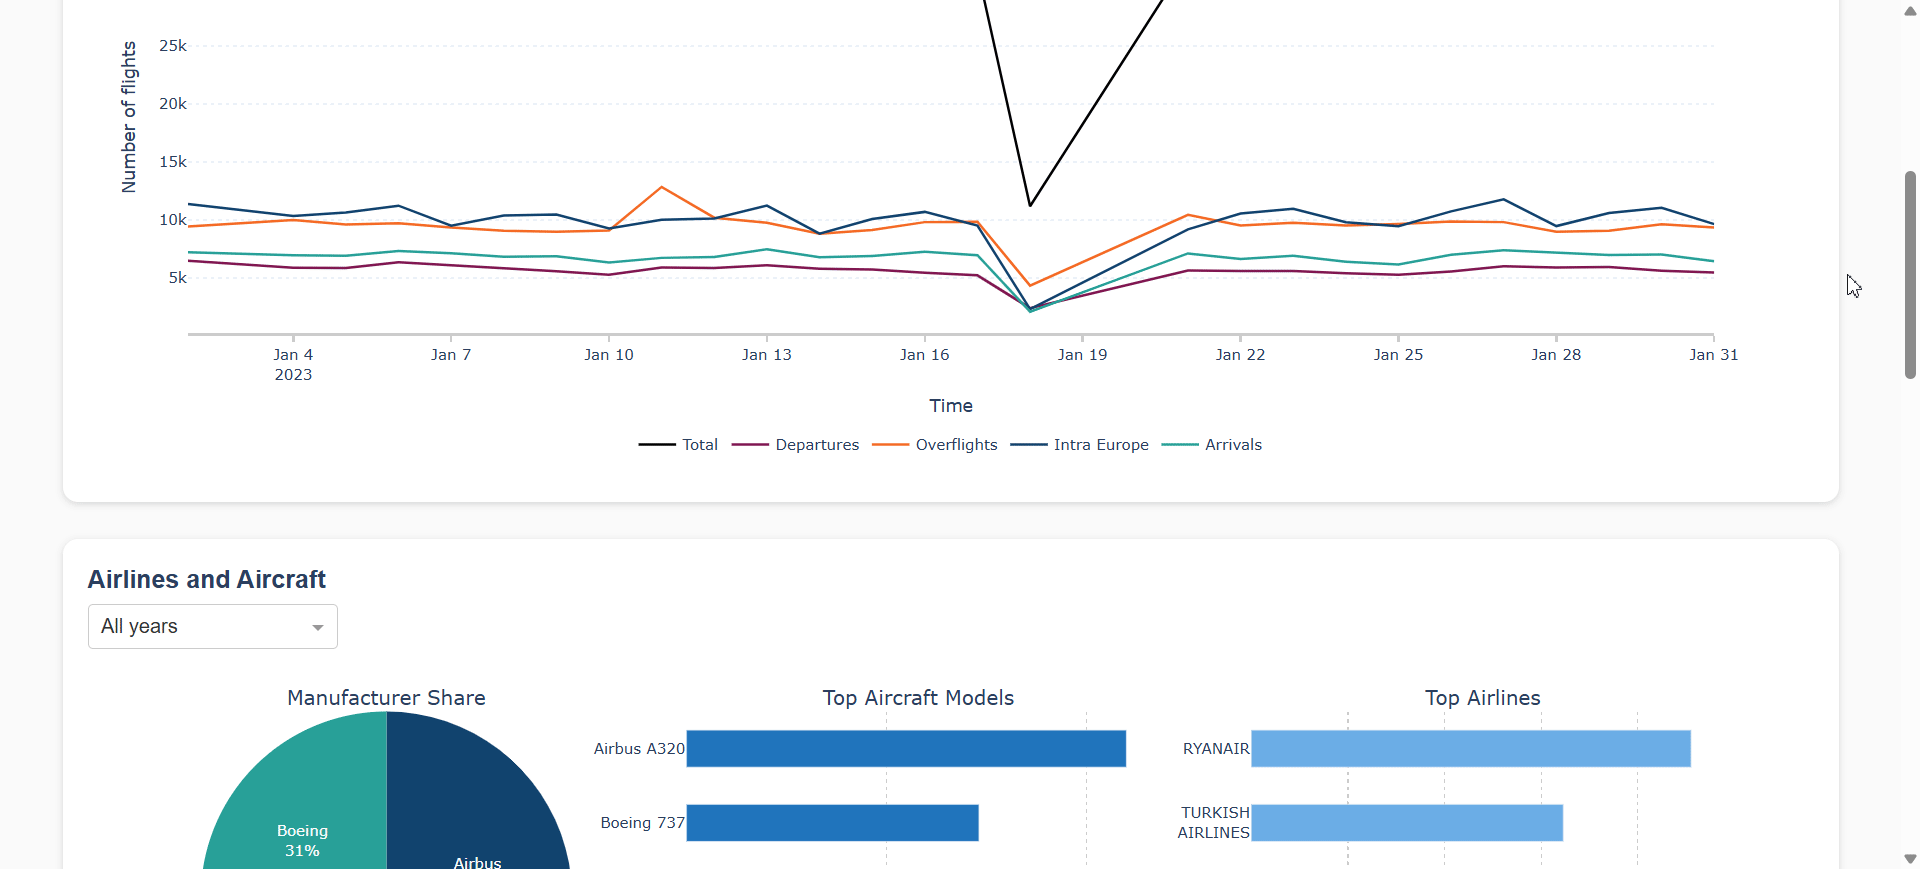 Number of flights
25k
20k
15k
10k
5k
Jan 4
2023
Jan 7
Jan 10
Jan 13
Jan 16
Jan 19
Jan 22
Jan 25
Jan 28
Jan 31
Time
Total
Departures
Overflights
Intra Europe
Arrivals
Airlines and Aircraft
All years
Manufacturer Share
Boeing
31%
Airbus
Top Aircraft Models
Airbus A320
Boeing 737
Top Airlines
RYANAIR
TURKISH
AIRLINES